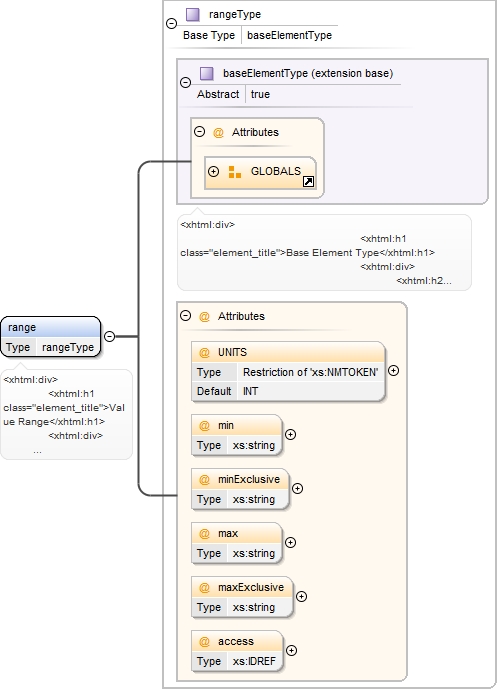 rangeType
Base Type baseElementType
baseElementType (extension base)
Abstract true
@ Attributes
GLOBALS
<xhtml:div>
<xhtml:h1
class="element_title">Base Element Type</xhtml:h1>
<xhtml:div>
<xhtml:h2...
range
Type rangeType
<xhtml:div>
<xhtml:h1
class="element_title">Val
ue Range</xhtml:h1>
<xhtml:div>
...
@ Attributes
@ UNITS
Type Restriction of 'xs:NMTOKEN'
Default INT
@ min
Type xs:string
@ minExclusive
Type xs:string
@ max
Type xs:string
@ maxExclusive
Type xs:string
@ access
Type xs:IDREF